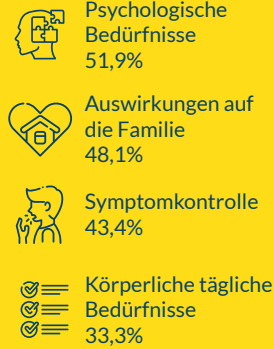 Psychologische
Bedürfnisse
51,9%
Auswirkungen auf
die Familie
48,1%
Symptomkontrolle
43,4%
Körperliche tägliche
Bedürfnisse
33,3%